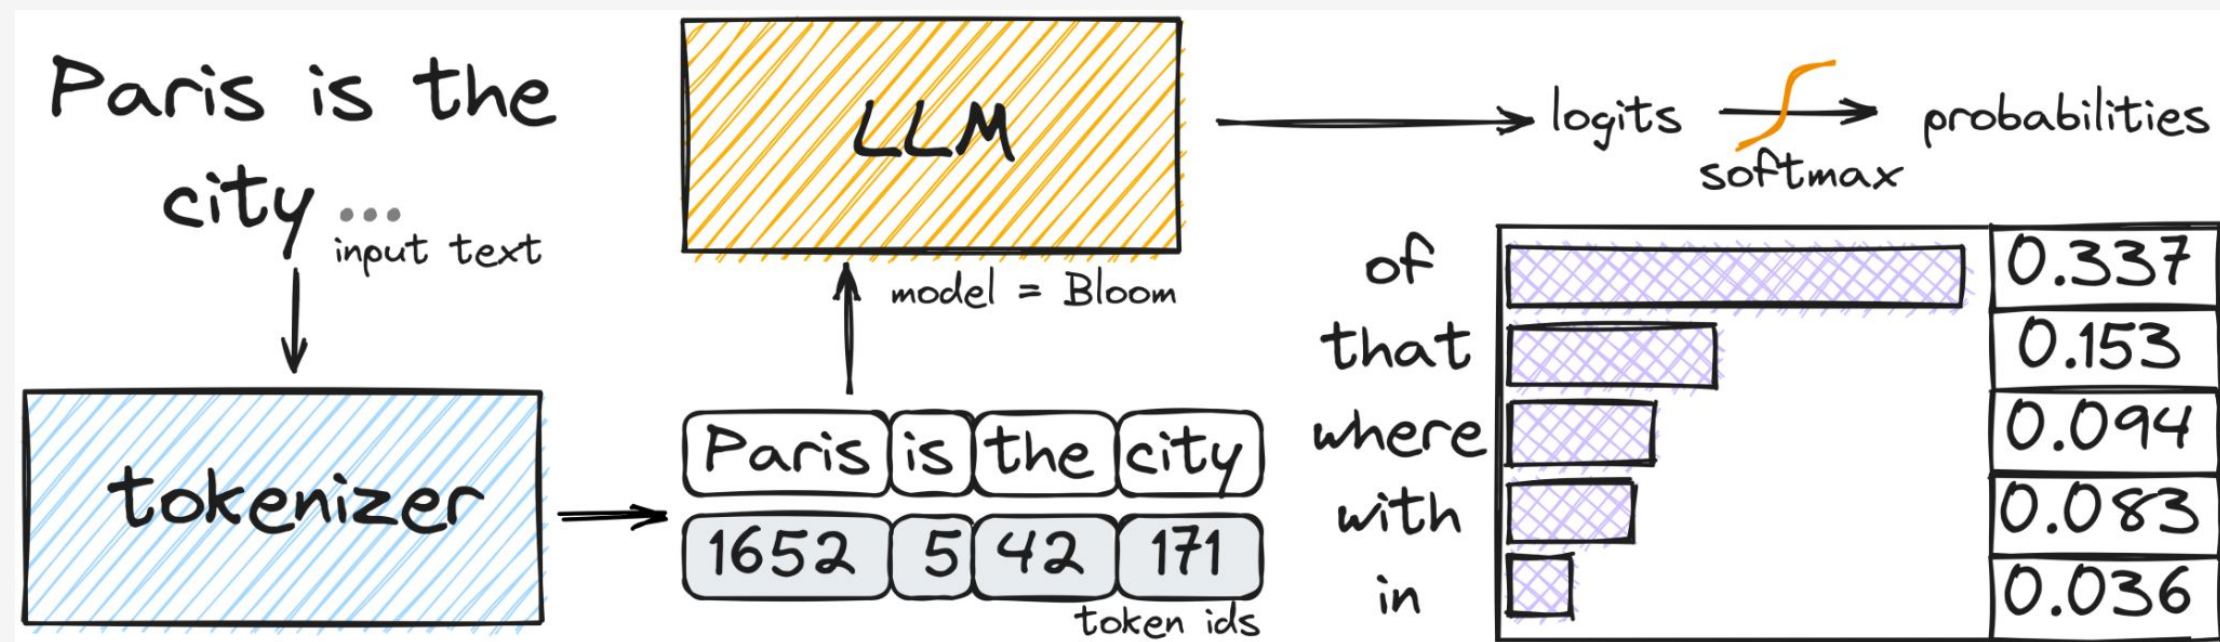 Paris is the
city ...
input text
tokenizer
Paris is the city
1652 5 42 171
token ids
LLM
model = Bloom
logits
softmax
probabilities
of 0.337
that 0.153
where 0.094
with 0.083
in 0.036